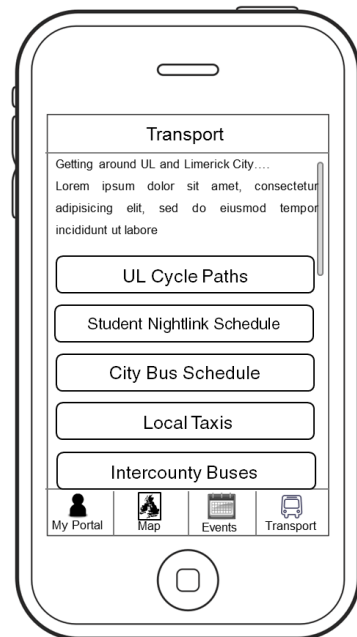 Transport
Getting around UL and Limerick City....
Lorem ipsum dolor sit amet, consectetur
adipisicing elit, sed do eiusmod tempor
incididunt ut labore
UL Cycle Paths
Student Nightlink Schedule
City Bus Schedule
Local Taxis
Intercounty Buses
My Portal Map Events Transport